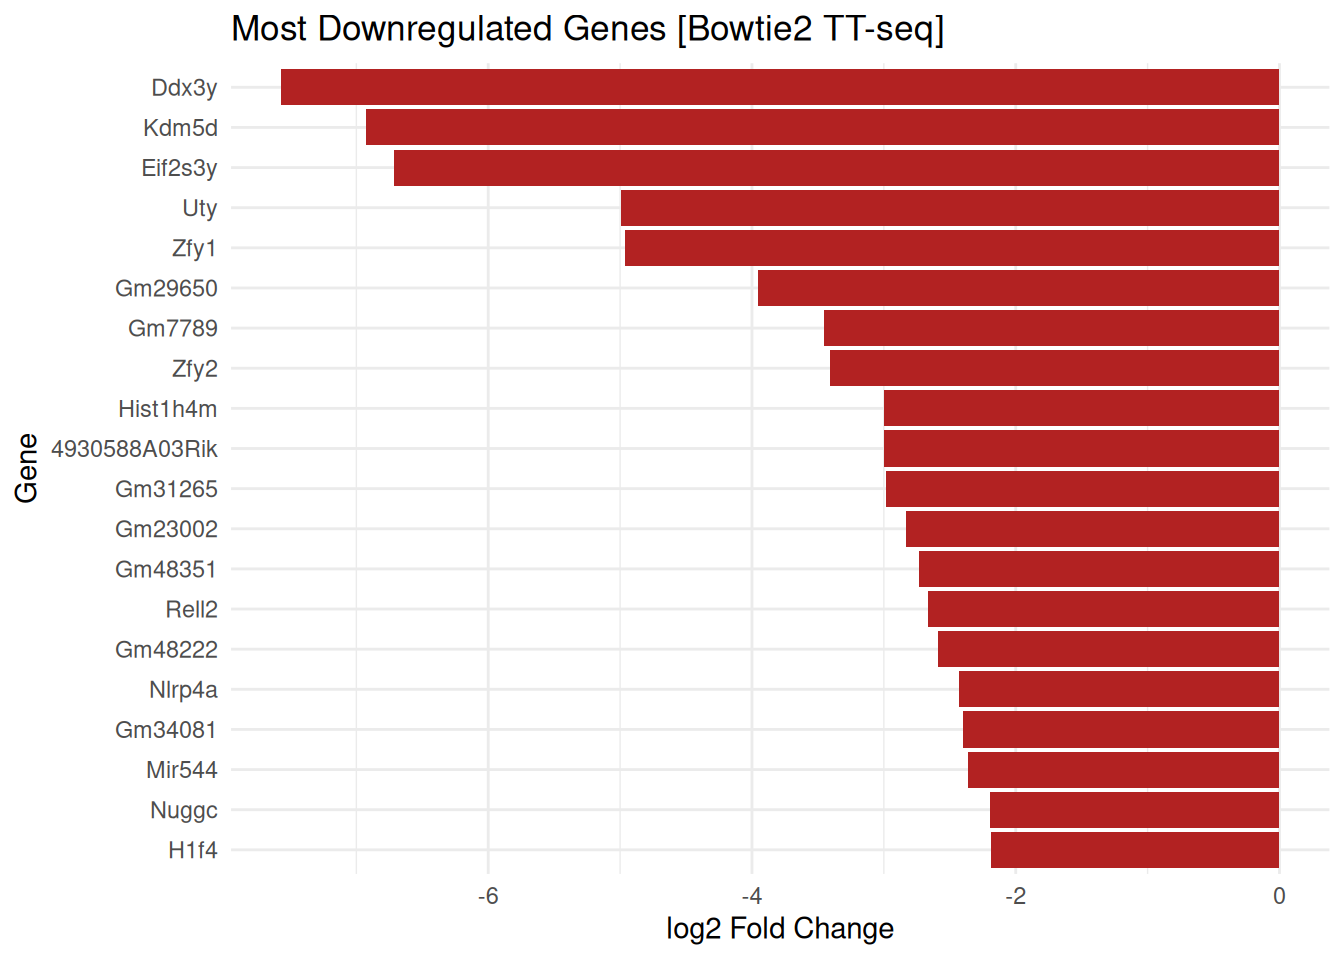 Most Downregulated Genes [Bowtie2 TT-seq]
Gene
Ddx3y
Kdm5d
Eif2s3y
Uty
Zfy1
Gm29650
Gm7789
Zfy2
Hist1h4m
4930588A03Rik
Gm31265
Gm23002
Gm48351
Rell2
Gm48222
Nlrp4a
Gm34081
Mir544
Nuggc
H1f4
-6 -4 -2 0
log2 Fold Change